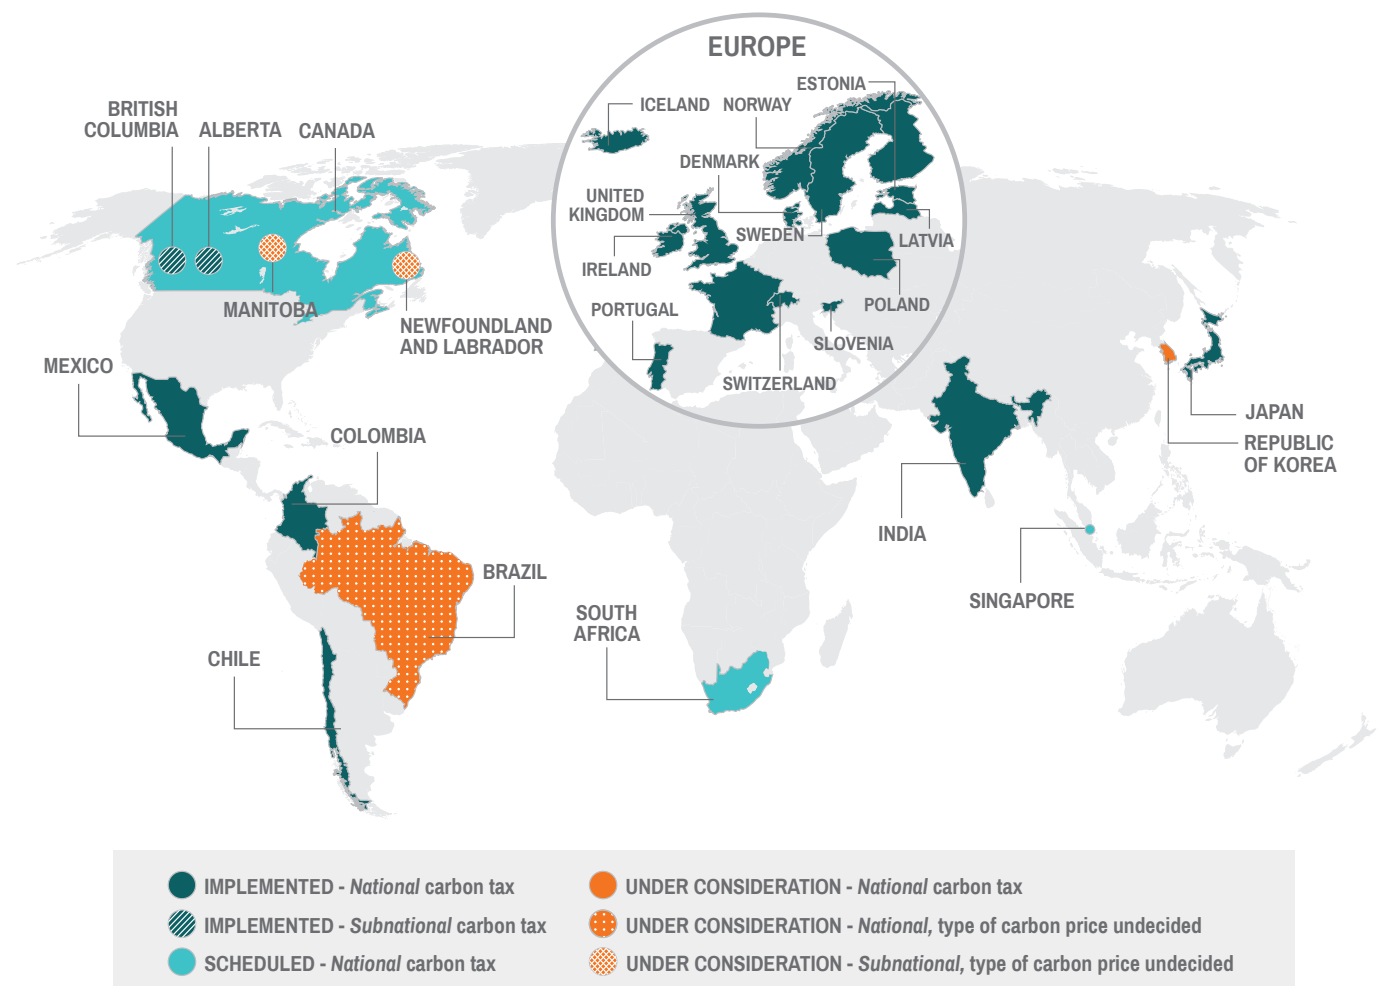 EUROPE
ESTONIA
ICELAND
NORWAY
DENMARK
UNITED
KINGDOM
SWEDEN
LATVIA
IRELAND
POLAND
PORTUGAL
SLOVENIA
SWITZERLAND
BRITISH
COLUMBIA
ALBERTA
CANADA
MANITOBA
NEWFOUNDLAND
AND LABRADOR
MEXICO
COLOMBIA
BRAZIL
CHILE
SOUTH
AFRICA
INDIA
SINGAPORE
JAPAN
REPUBLIC
OF KOREA
IMPLEMENTED - National carbon tax
IMPLEMENTED - Subnational carbon tax
SCHEDULED - National carbon tax
UNDER CONSIDERATION - National carbon tax
UNDER CONSIDERATION - National, type of carbon price undecided
UNDER CONSIDERATION - Subnational, type of carbon price undecided